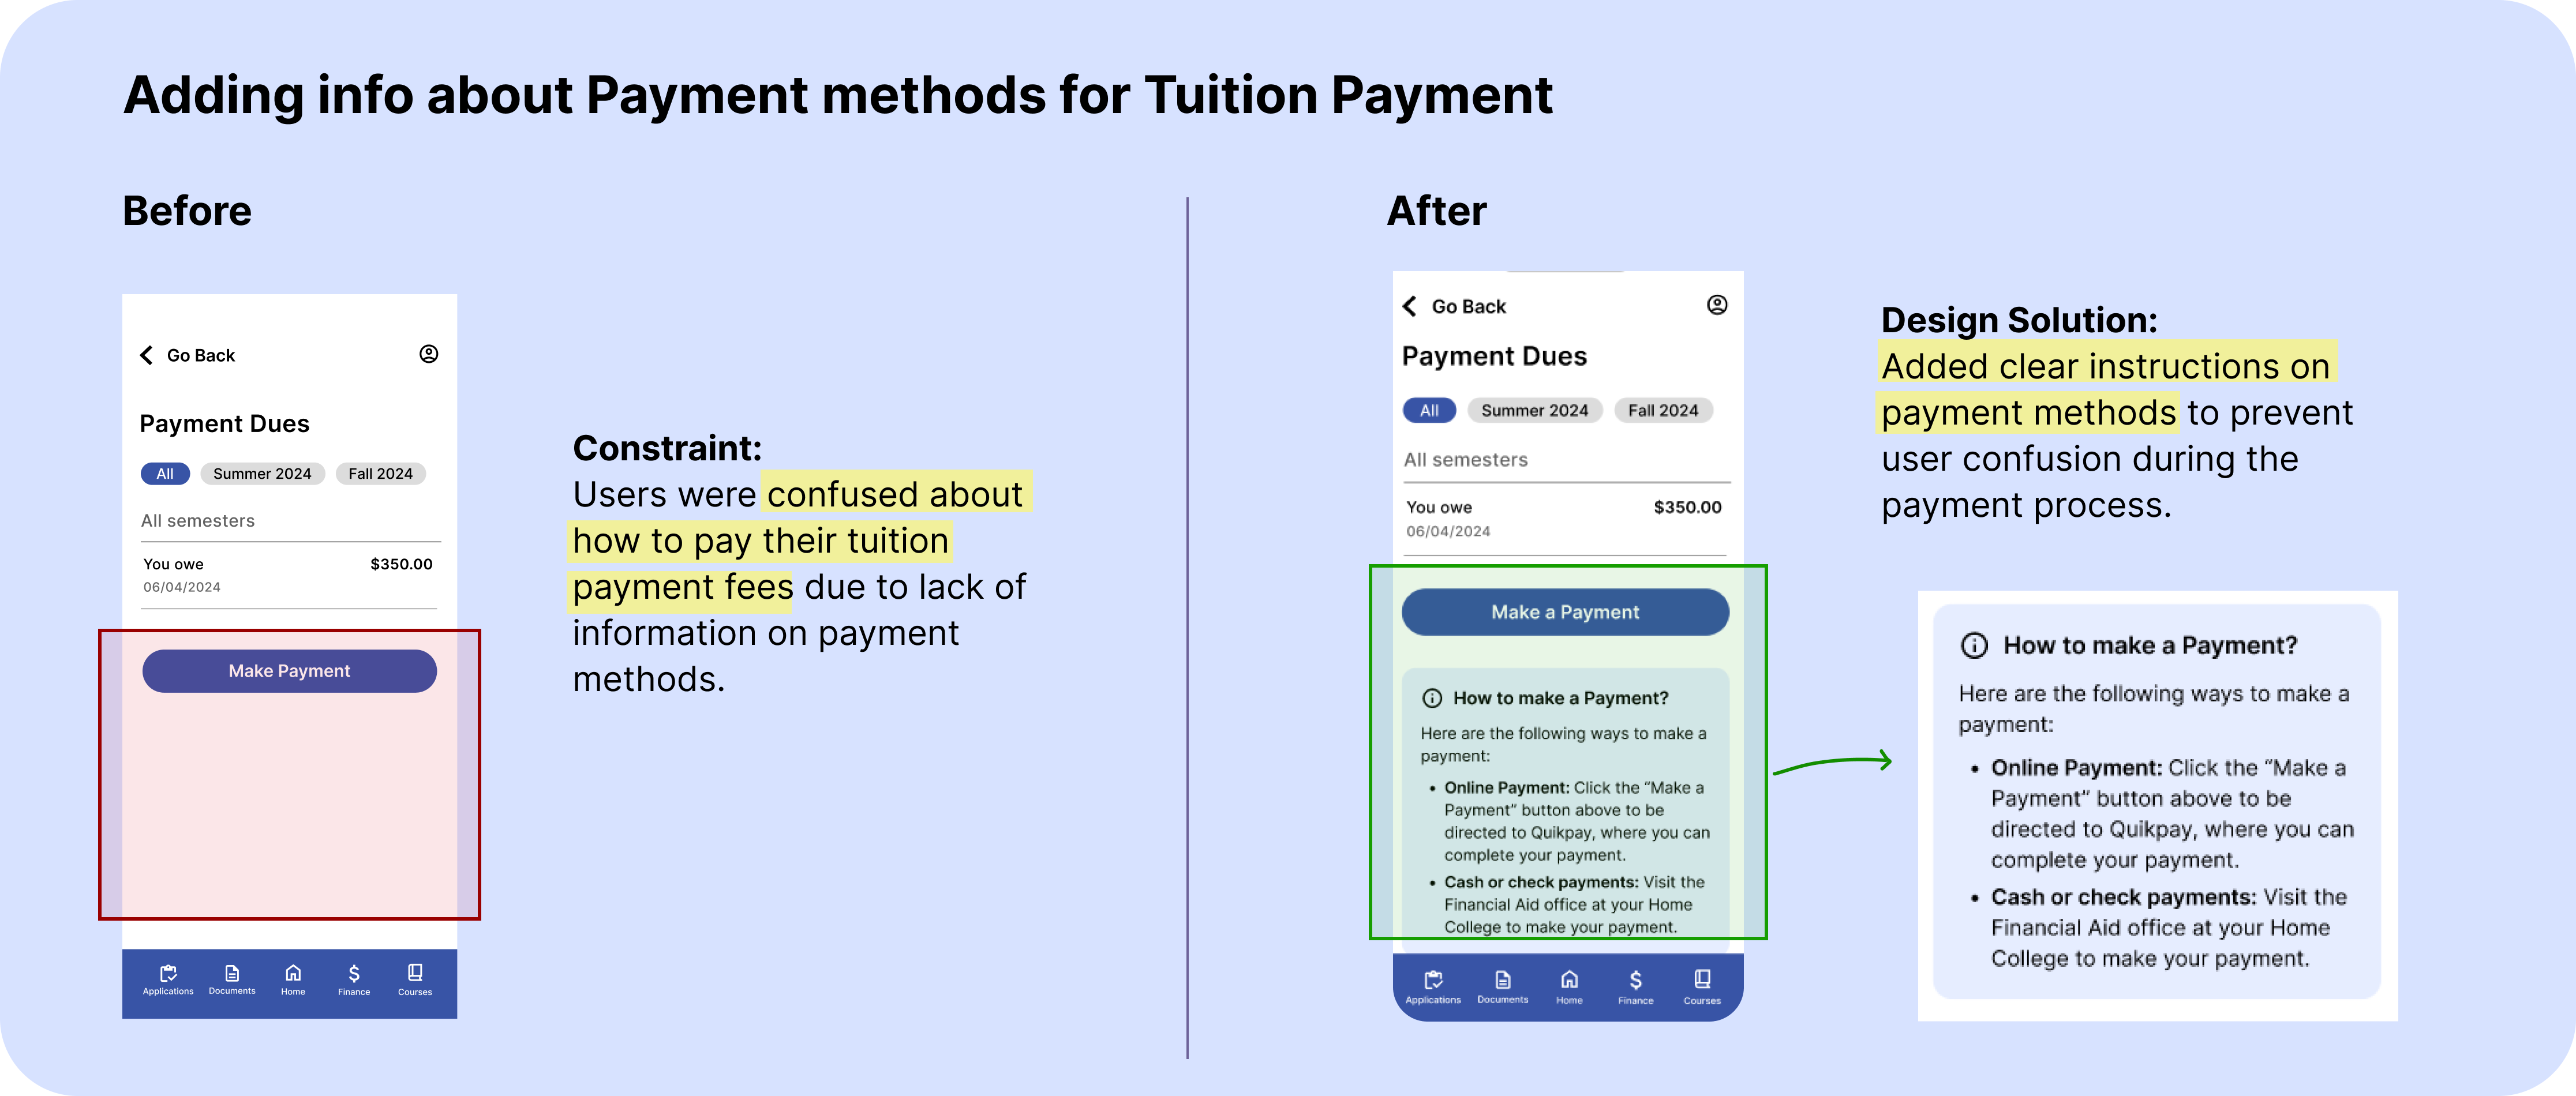 Adding info about Payment methods for Tuition Payment
Before
Go Back
Payment Dues
All
Summer 2024
Fall 2024
All semesters
You owe
$350.00
06/04/2024
Make Payment
Applications
Documents
Home
Finance
Courses
Constraint:
Users were confused about
how to pay their tuition
payment fees due to lack of
information on payment
methods.
After
Go Back
Payment Dues
All
Summer 2024
Fall 2024
All semesters
You owe
$350.00
06/04/2024
Make a Payment
How to make a Payment?
Here are the following ways to make a
payment:
• Online Payment: Click the “Make a
Payment” button above to be
directed to Quikpay, where you can
complete your payment.
• Cash or check payments: Visit the
Financial Aid office at your Home
College to make your payment.
Applications
Documents
Home
Finance
Courses
Design Solution:
Added clear instructions on
payment methods to prevent
user confusion during the
payment process.
How to make a Payment?
Here are the following ways to make a
payment:
• Online Payment: Click the “Make a
Payment” button above to be
directed to Quikpay, where you can
complete your payment.
• Cash or check payments: Visit the
Financial Aid office at your Home
College to make your payment.